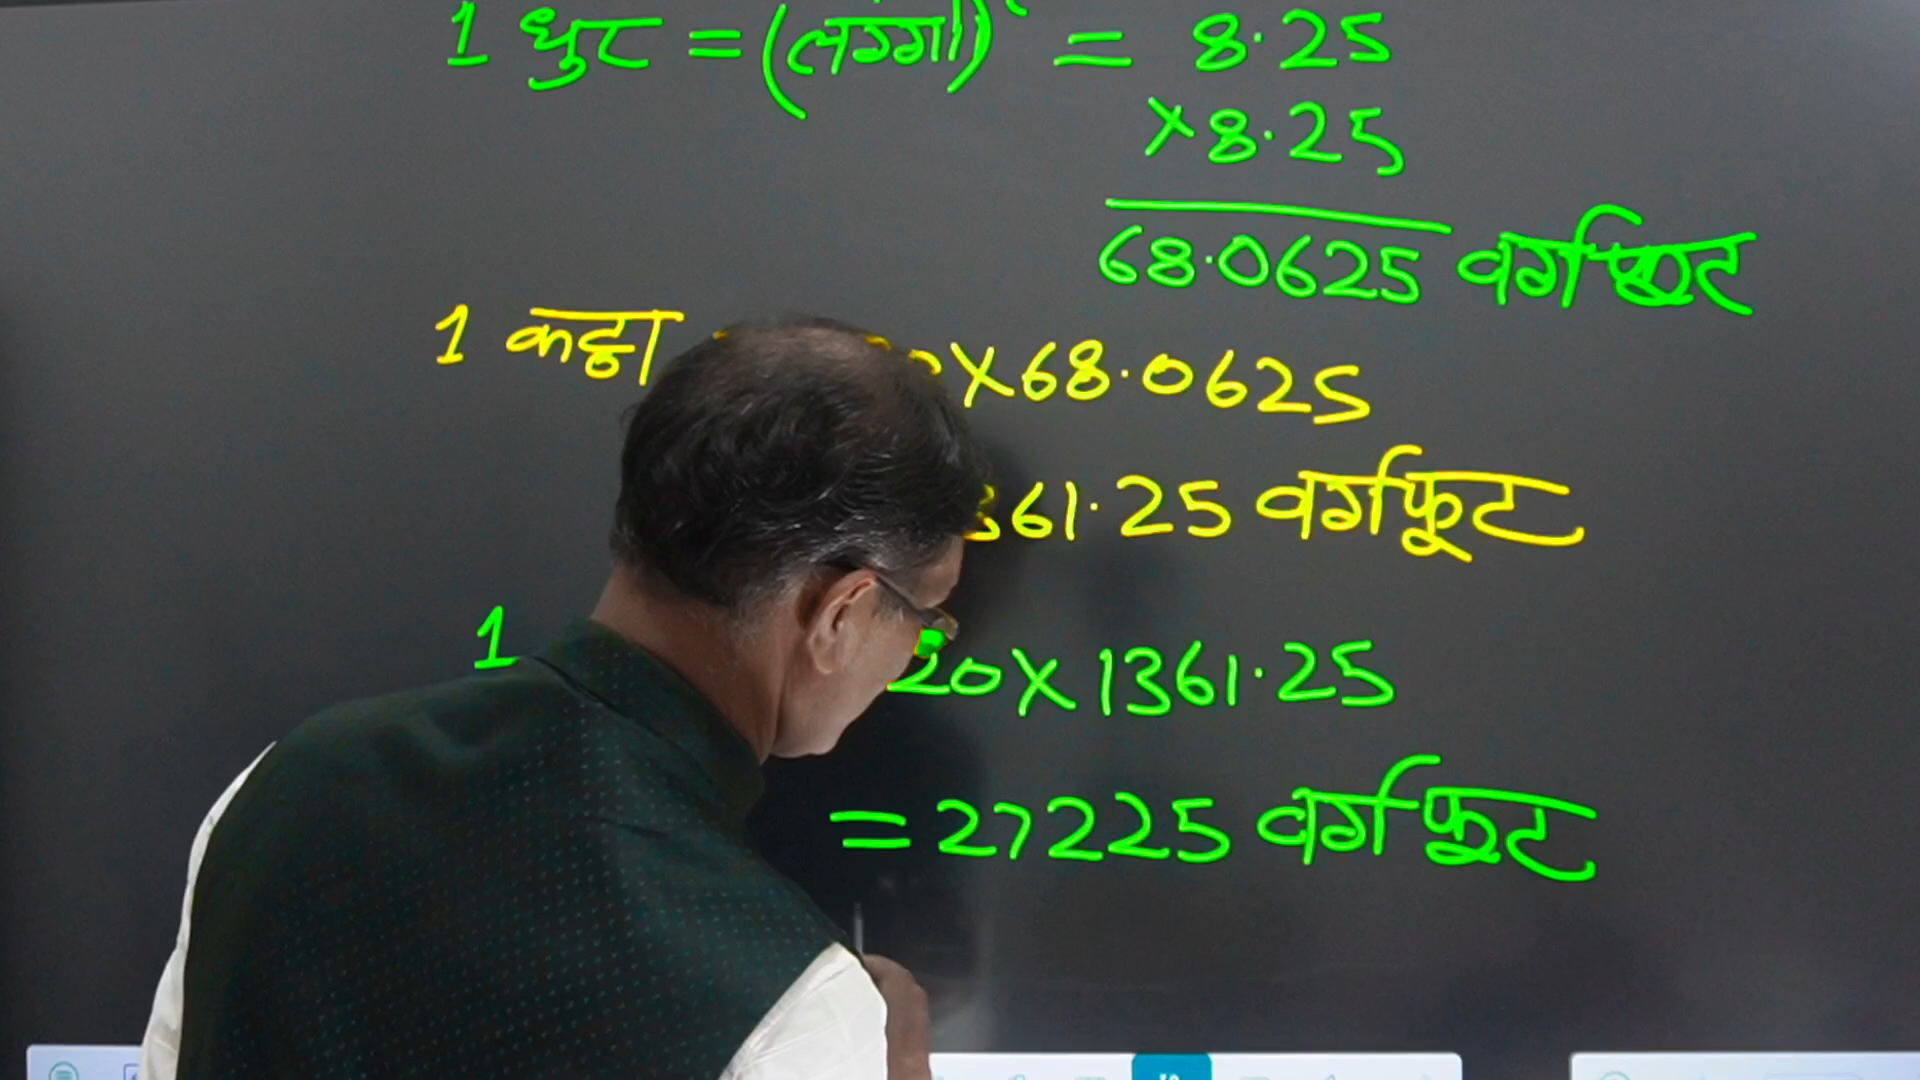 1 धुर = (लग्गी) = 8.25
×8.25
68.0625 वर्गफुट
1 कट्ठा ×68.0625
361.25 वर्गफूट
1 20×1361.25
=27225 वर्गफूट